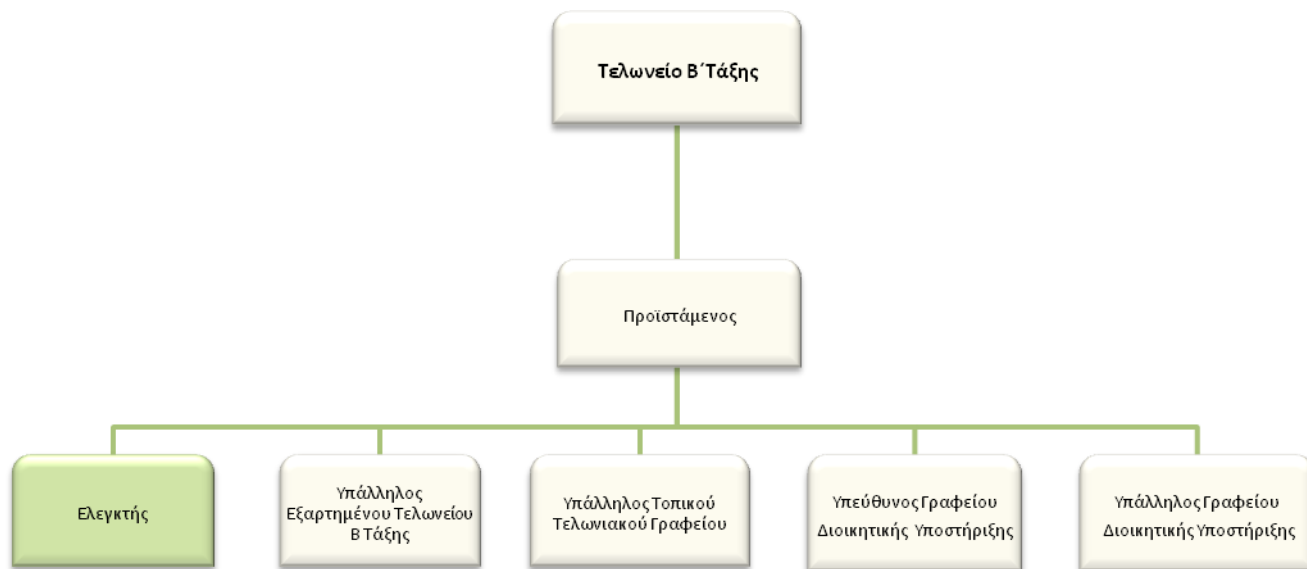 Τελωνείο Β΄Τάξης
Προϊστάμενος
Ελεγκτής
Υπάλληλος
Εξαρτημένου Τελωνείου
Β Τάξης
Υπάλληλος Τοπικού
Τελωνιακού Γραφείου
Υπεύθυνος Γραφείου
Διοικητικής Υποστήριξης
Υπάλληλος Γραφείου
Διοικητικής Υποστήριξης